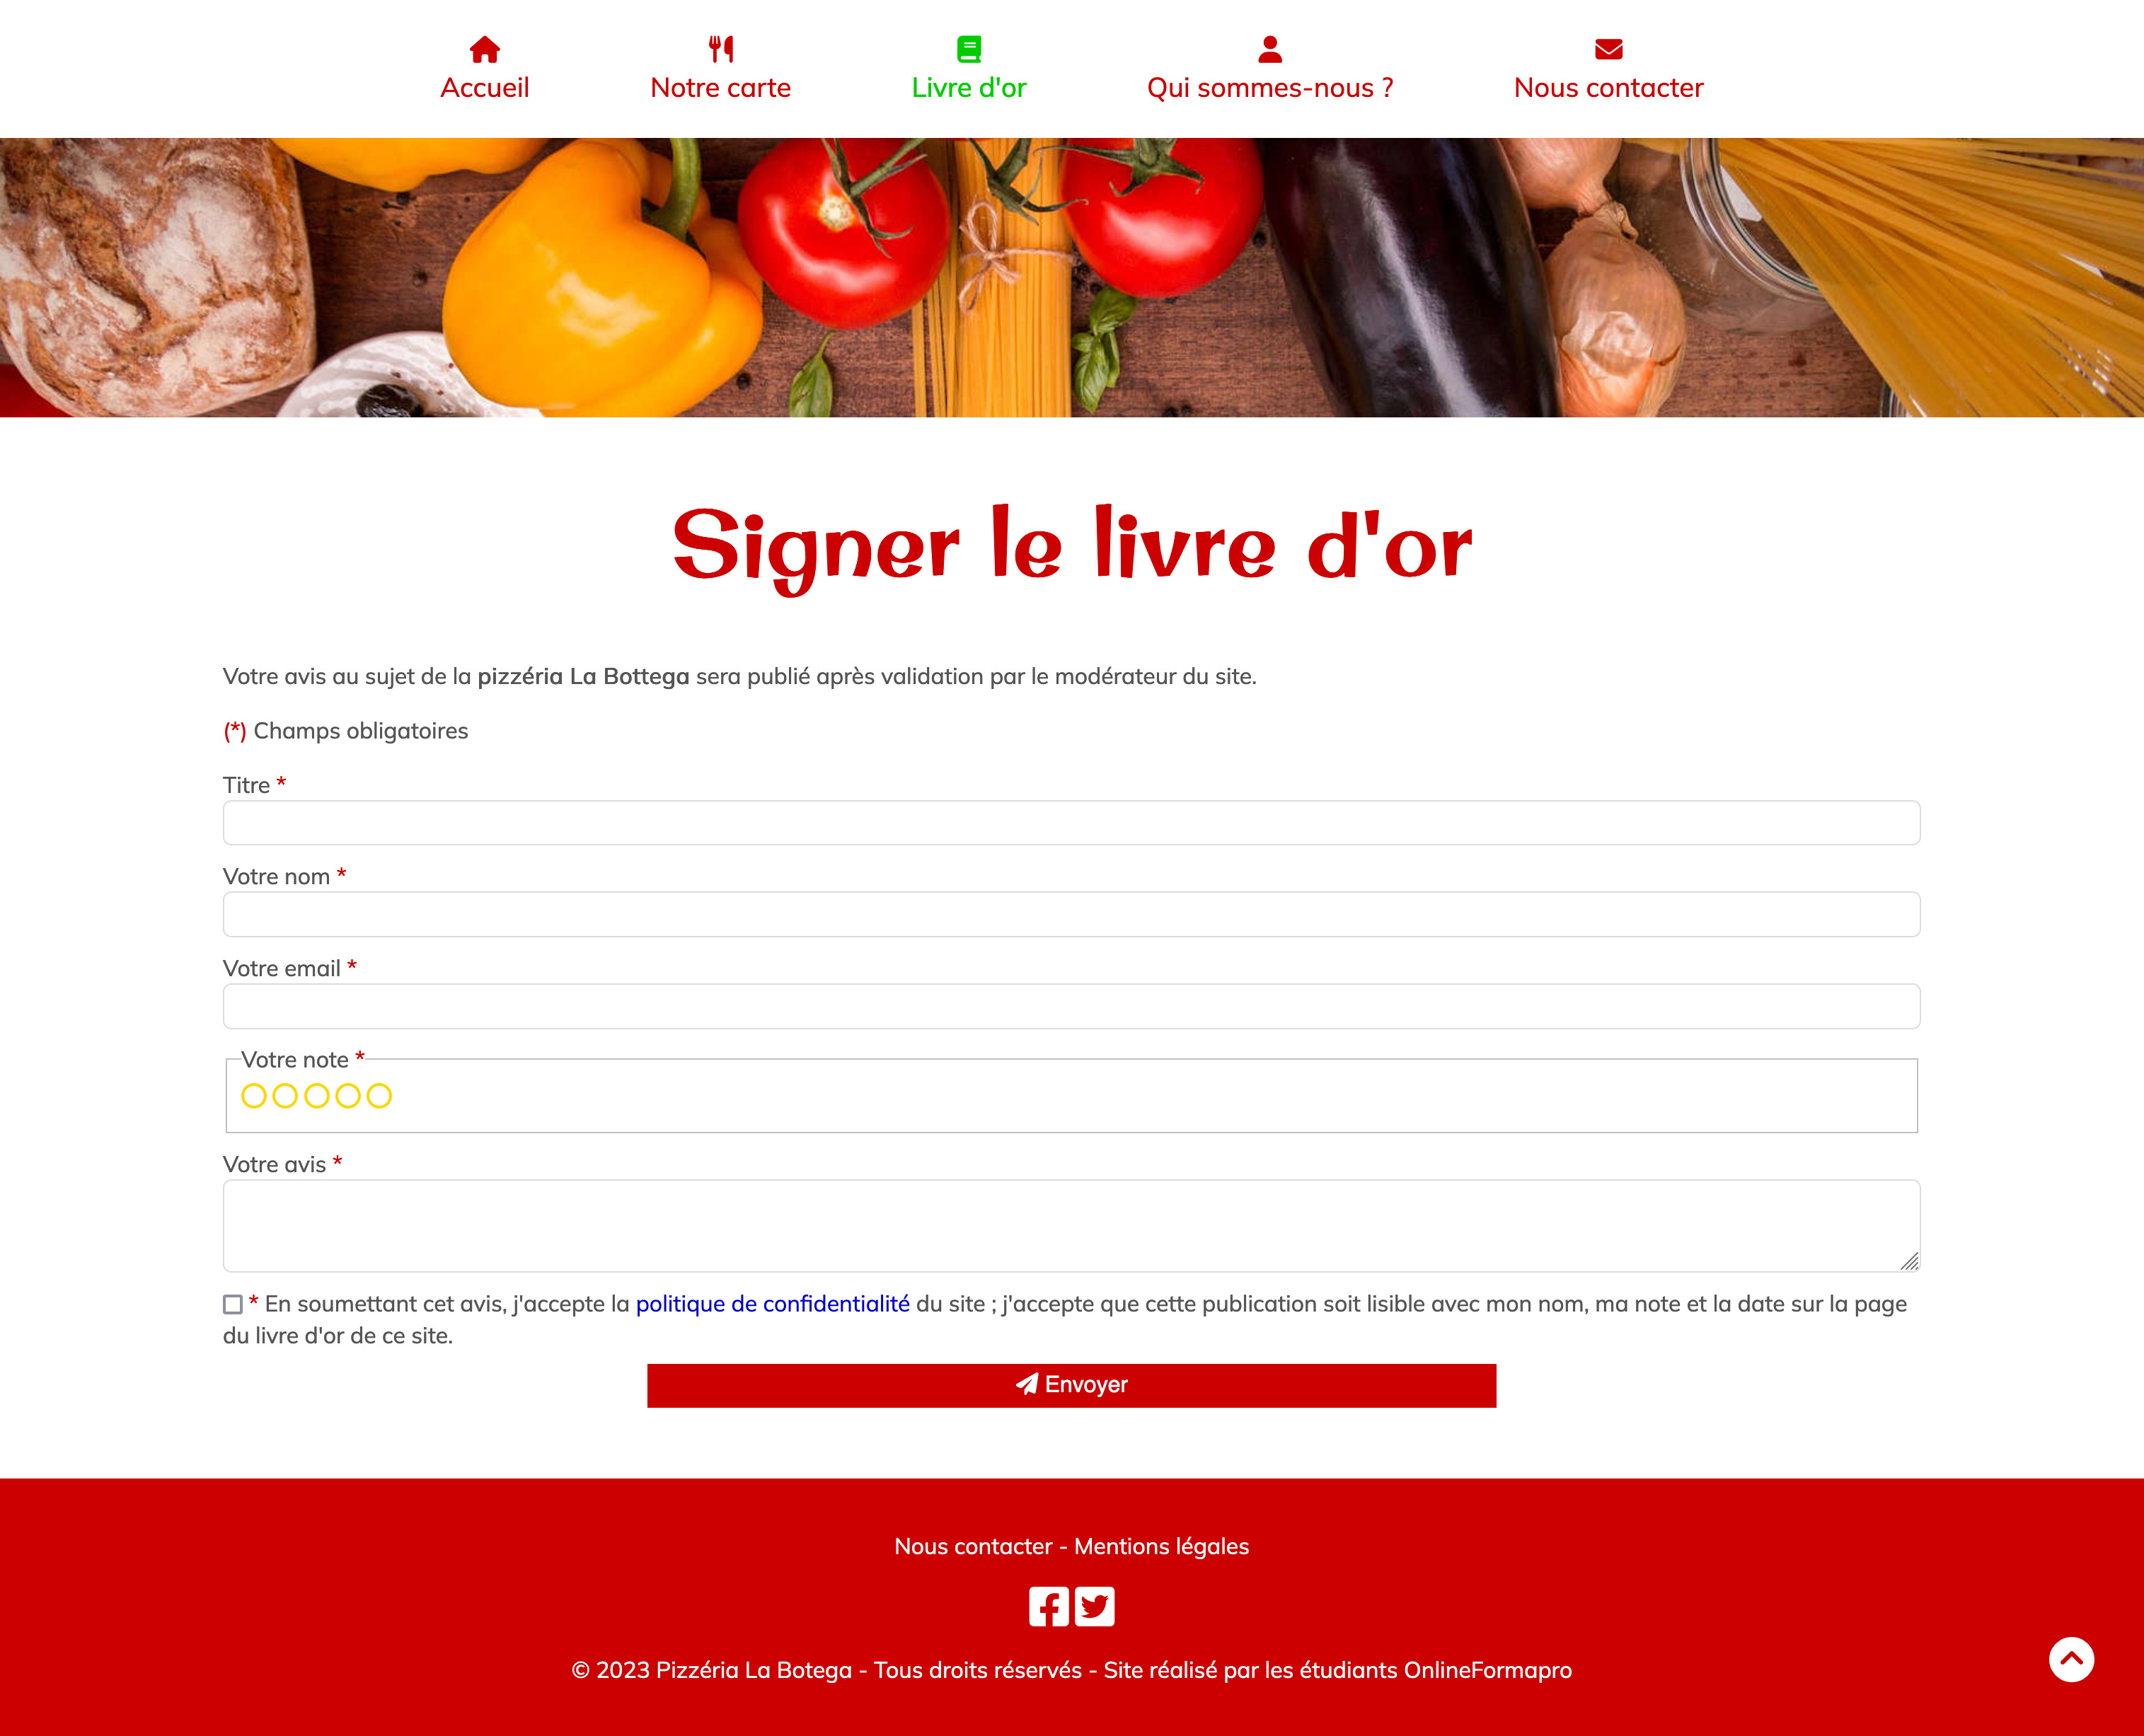 Accueil
Notre carte
Livre d'or
Qui sommes-nous ?
Nous contacter
Signer le livre d'or
Votre avis au sujet de la pizzéria La Bottega sera publié après validation par le modérateur du site.
(*) Champs obligatoires
Titre *
Votre nom *
Votre email *
Votre note *
Votre avis *
* En soumettant cet avis, j'accepte la politique de confidentialité du site ; j'accepte que cette publication soit lisible avec mon nom, ma note et la date sur la page
du livre d'or de ce site.
Envoyer
Nous contacter - Mentions légales
© 2023 Pizzéria La Botega - Tous droits réservés - Site réalisé par les étudiants OnlineFormapro